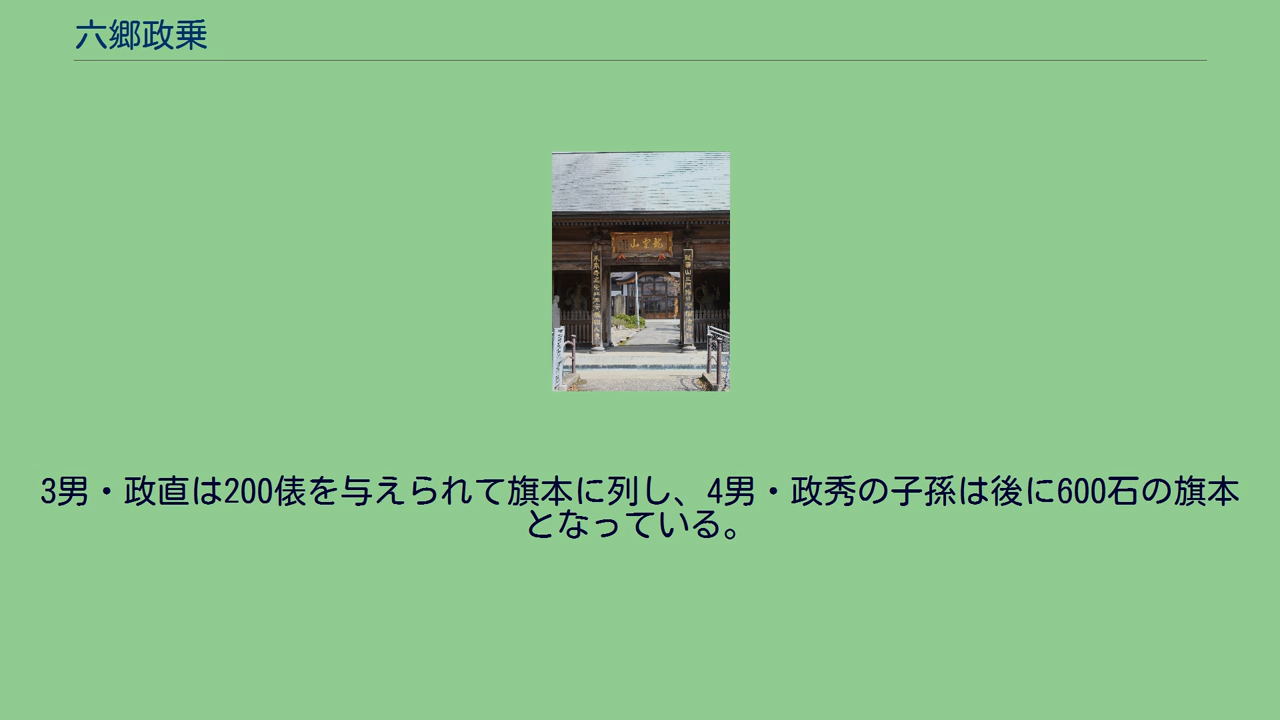 六郷政乗
3男・政直は200俵を与えられて旗本に列し、4男・政秀の子孫は後に600石の旗本
となっている。